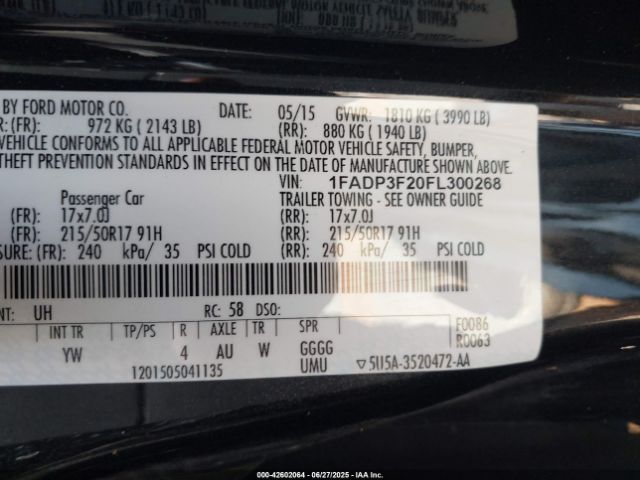 BY FORD MOTOR CO. DATE: 05/15 GVWR: 1810 KG ( 3990 LB)
R: (FR): 972 KG ( 2143 LB) (RR): 880 KG ( 1940 LB)
VEHICLE CONFORMS TO ALL APPLICABLE FEDERAL MOTOR VEHICLE SAFETY, BUMPER,
THEFT PREVENTION STANDARDS IN EFFECT ON THE DATE OF MANUFACTURE SHOWN ABOVE.
VIN: 1FADP3F20FL300268
Passenger Car TRAILER TOWING - SEE OWNER GUIDE
(FR): 17x7.0J (RR): 17x7.0J
(FR): 215/50R17 91H (RR): 215/50R17 91H
SURE: (FR): 240 kPa/ 35 PSI COLD (RR): 240 kPa/ 35 PSI COLD
NT: UH RC: 58 DSO:
INT TR TP/PS R AXLE TR SPR
YW 4 AU W GGGG
UMU
1201505041135
F0086
R0063
▽5U5A-3520472-AA
000-42602064 - 06/27/2025 - IAAI.COM